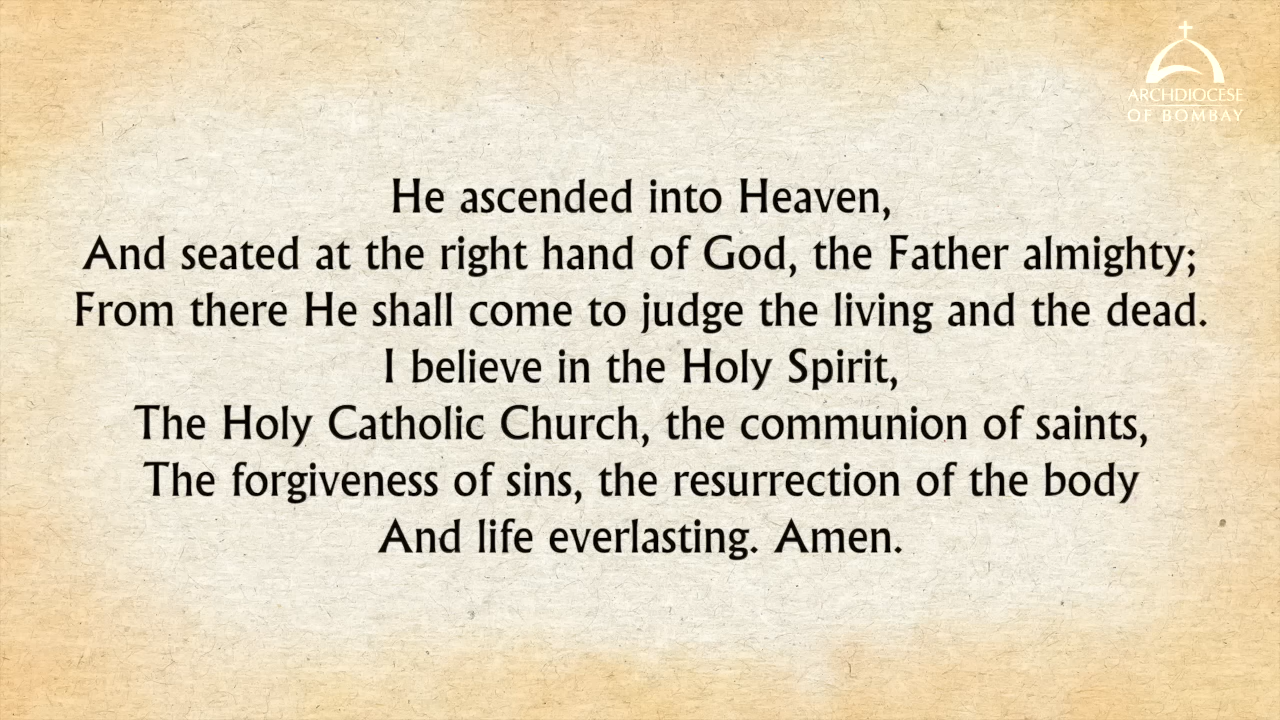 ARCHDIOCESE
OF BOMBAY
He ascended into Heaven,
And seated at the right hand of God, the Father almighty;
From there He shall come to judge the living and the dead.
I believe in the Holy Spirit,
The Holy Catholic Church, the communion of saints,
The forgiveness of sins, the resurrection of the body
And life everlasting. Amen.